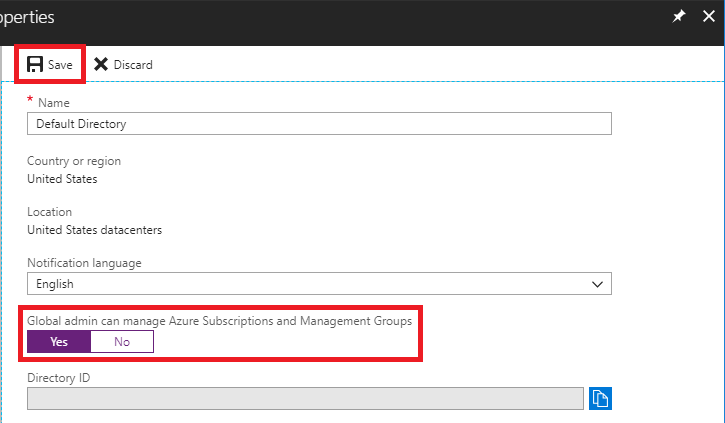 operties
Save
Discard
* Name
Default Directory
Country or region
United States
Location
United States datacenters
Notification language
English
Global admin can manage Azure Subscriptions and Management Groups
Yes
No
Directory ID